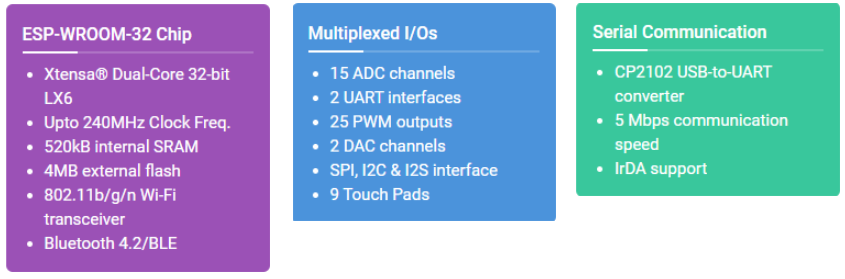 ESP-WROOM-32 Chip
• Xtensa® Dual-Core 32-bit
LX6
• Upto 240MHz Clock Freq.
• 520kB internal SRAM
• 4MB external flash
• 802.11b/g/n Wi-Fi
transceiver
• Bluetooth 4.2/BLE
Multiplexed I/Os
• 15 ADC channels
• 2 UART interfaces
• 25 PWM outputs
• 2 DAC channels
• SPI, I2C & I2S interface
• 9 Touch Pads
Serial Communication
• CP2102 USB-to-UART
converter
• 5 Mbps communication
speed
• IrDA support